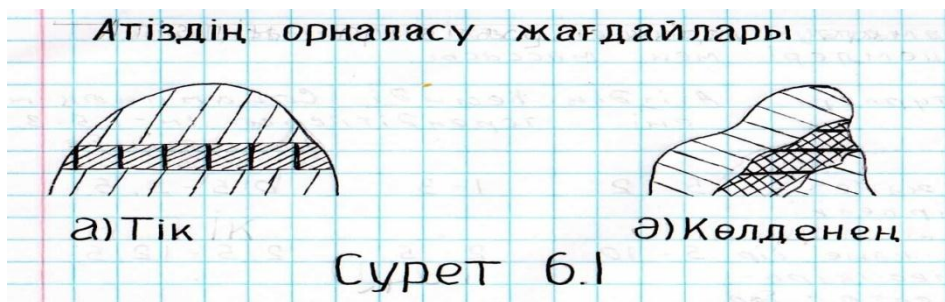 Атіздің орналасу жағдайлары
а) Тік
ә) Көлденең
Сурет 6.1